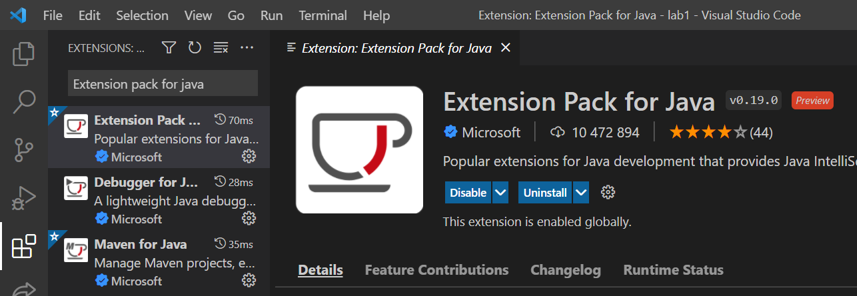 File Edit Selection View Go Run Terminal Help Extension: Extension Pack for Java - lab1 - Visual Studio Code
EXTENSIONS: ...
Extension pack for java
Extension Pack ... 70ms
Popular extensions for Java...
Microsoft
Debugger for J... 28ms
A lightweight Java debugg...
Microsoft
Maven for Java 35ms
Manage Maven projects, e...
Microsoft
Extension: Extension Pack for Java
Extension Pack for Java v0.19.0 Preview
Microsoft 10 472 894 (44)
Popular extensions for Java development that provides Java IntelliSe
Disable Uninstall
This extension is enabled globally.
Details Feature Contributions Changelog Runtime Status